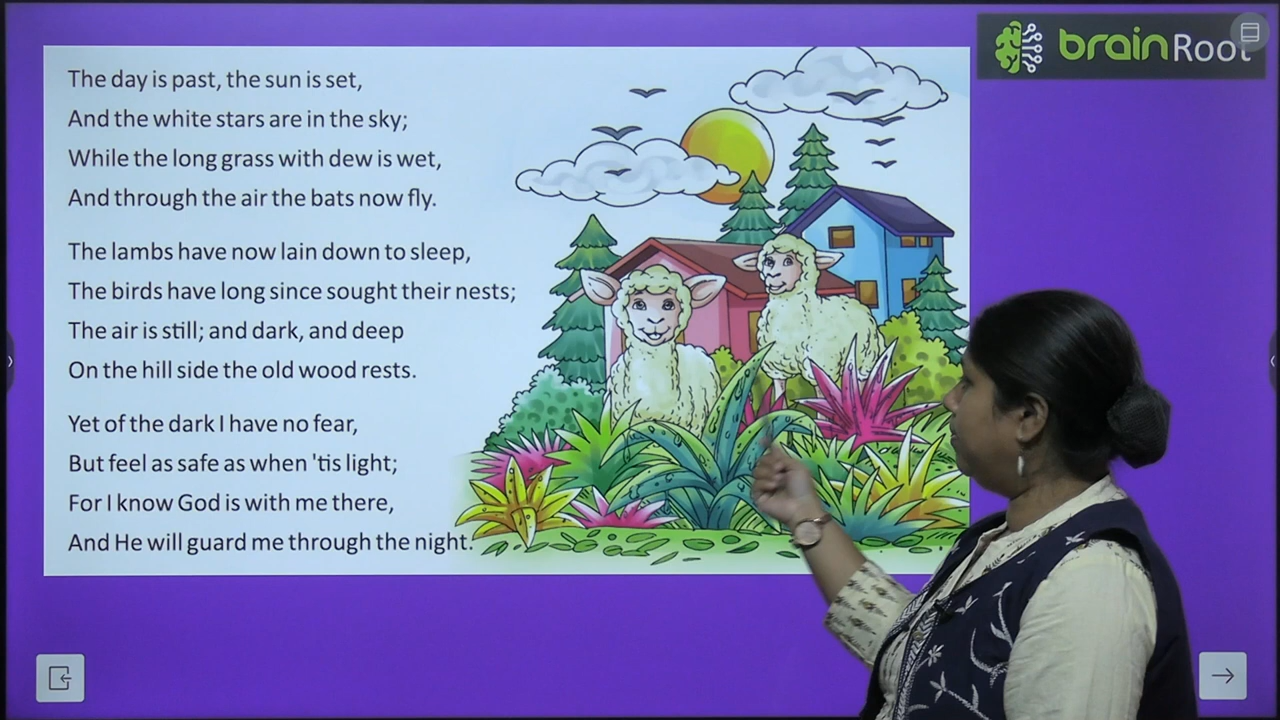 The day is past, the sun is set,
And the white stars are in the sky;
While the long grass with dew is wet,
And through the air the bats now fly.
The lambs have now lain down to sleep,
The birds have long since sought their nests;
The air is still; and dark, and deep
On the hill side the old wood rests.
Yet of the dark I have no fear,
But feel as safe as when 'tis light;
For I know God is with me there,
And He will guard me through the night.
brainRoot